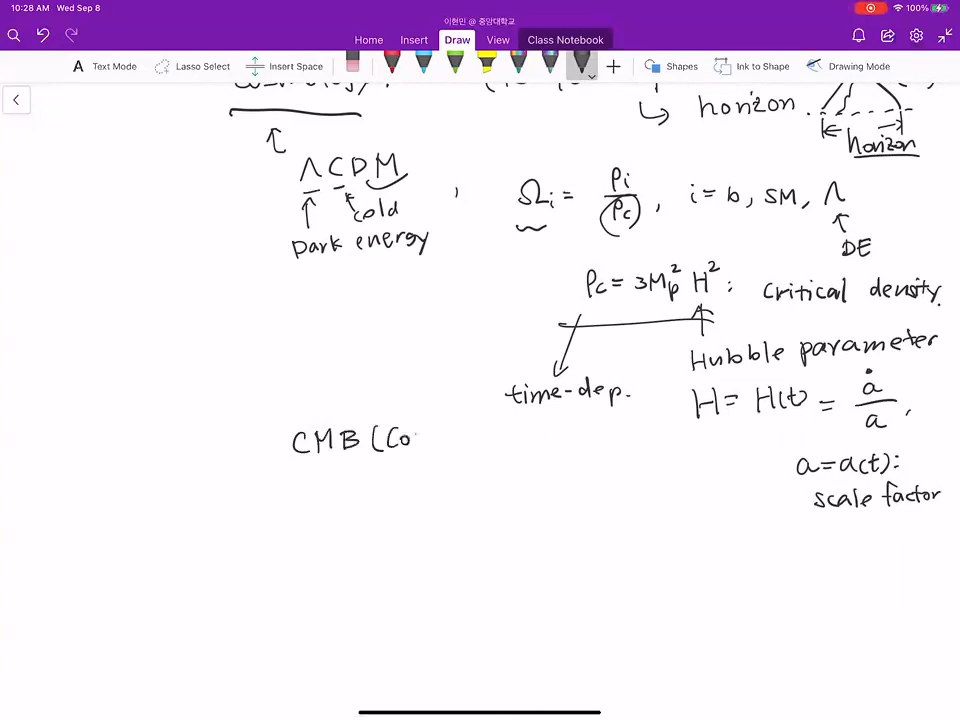 10:28 AM Wed Sep 8
100%
이현민 @ 중앙대학교
Home Insert Draw View Class Notebook
A Text Mode Lasso Select Insert Space Shapes Ink to Shape Drawing Mode
↳ horizon.
horizon
ΛCDM , Ωi = ρi/ρc , i = b, SM, Λ
cold
Dark energy
DE
ρc = 3Mp² H² : critical density.
Hubble parameter
time-dep.
H = H(t) = ȧ/a ,
CMB (Co
a = a(t):
scale factor